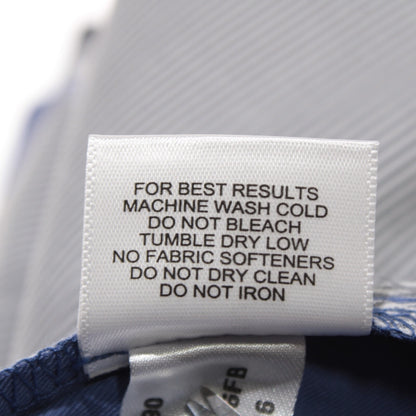 FOR BEST RESULTS
MACHINE WASH COLD
DO NOT BLEACH
TUMBLE DRY LOW
NO FABRIC SOFTENERS
DO NOT DRY CLEAN
DO NOT IRON